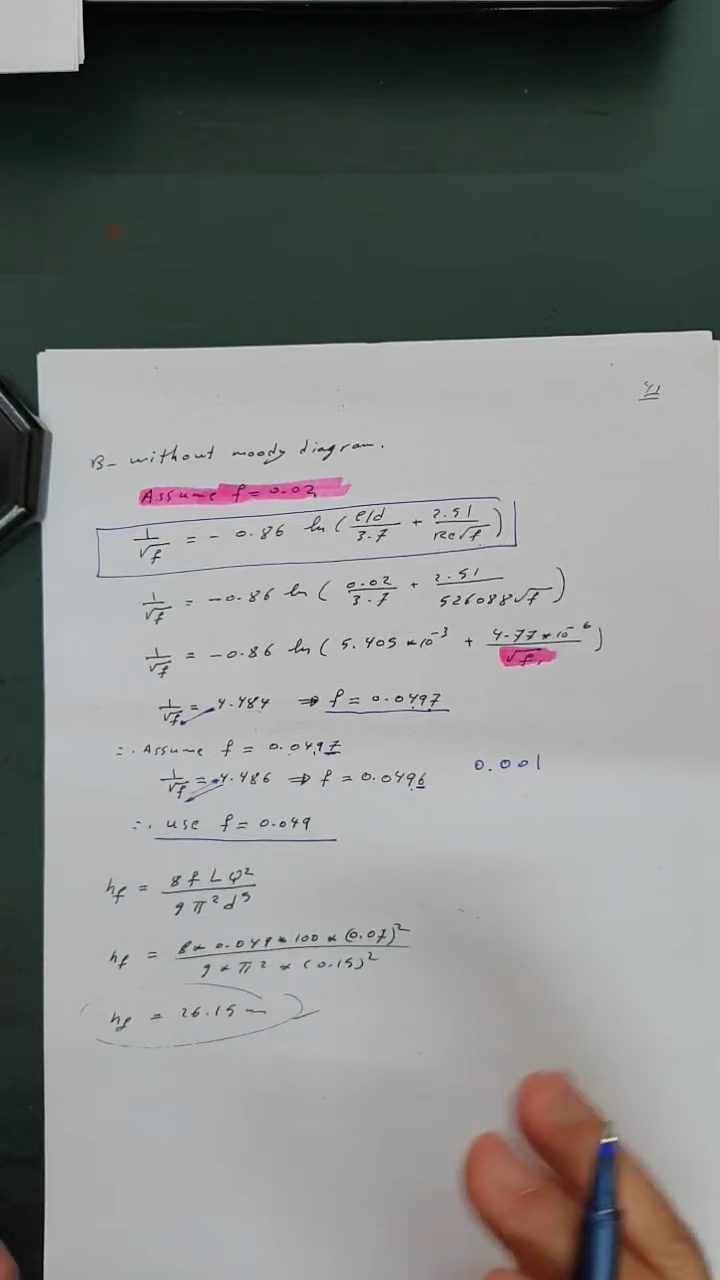 B- without moody diagram.
Assume f = 0.02
1/√f = - 0.86 ln ( e/d / 3.7 + 2.51 / Re√f )
1/√f = -0.86 ln ( 0.02 / 3.7 + 2.51 / 526088√f )
1/√f = -0.86 ln ( 5.405 * 10⁻³ + 4.77 * 10⁻⁶ / √f )
1/√f = 4.484 ⇒ f = 0.0497
∴ Assume f = 0.0497
1/√f = 4.486 ⇒ f = 0.0496 0.001
∴ use f = 0.049
hf = 8 f L Q² / g π² d⁵
hf = 8 * 0.049 * 100 * (0.07)² / g * π² * (0.15)²
hf = 26.15 m